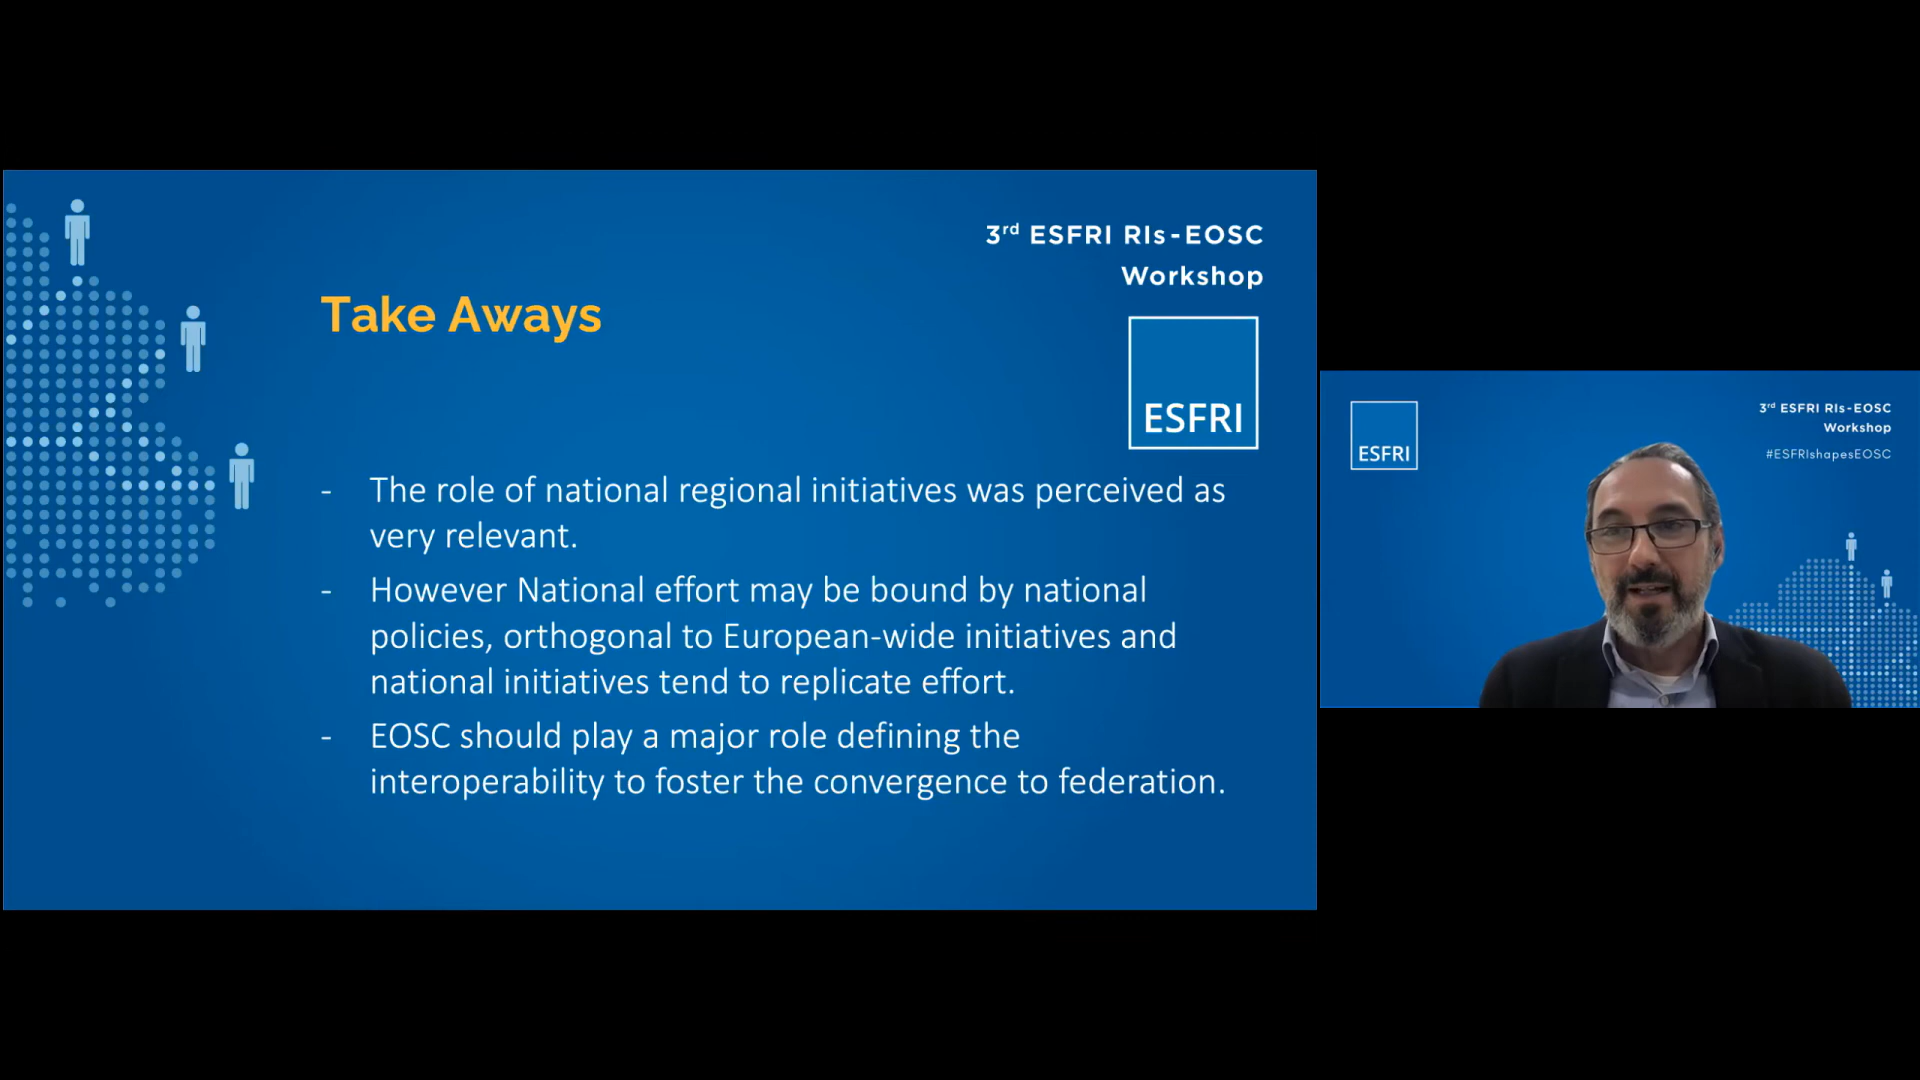 3rd ESFRI RIs-EOSC
Workshop
Take Aways
ESFRI
- The role of national regional initiatives was perceived as
very relevant.
- However National effort may be bound by national
policies, orthogonal to European-wide initiatives and
national initiatives tend to replicate effort.
- EOSC should play a major role defining the
interoperability to foster the convergence to federation.
ESFRI
3rd ESFRI RIs-EOSC
Workshop
#ESFRIshapesEOSC